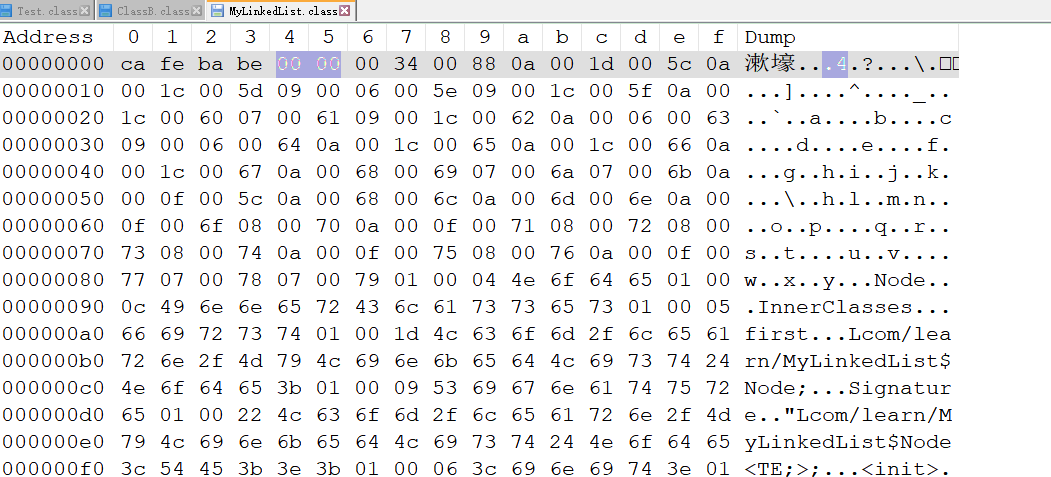 Test.class ClassB.class MyLinkedList.class
Address 0 1 2 3 4 5 6 7 8 9 a b c d e f Dump
00000000 ca fe ba be 00 00 00 34 00 88 0a 00 1d 00 5c 0a 漱壕...4.?...\.□□
00000010 00 1c 00 5d 09 00 06 00 5e 09 00 1c 00 5f 0a 00 ...]....^...._..
00000020 1c 00 60 07 00 61 09 00 1c 00 62 0a 00 06 00 63 ..`..a....b....c
00000030 09 00 06 00 64 0a 00 1c 00 65 0a 00 1c 00 66 0a ....d....e....f.
00000040 00 1c 00 67 0a 00 68 00 69 07 00 6a 07 00 6b 0a ...g..h.i..j..k.
00000050 00 0f 00 5c 0a 00 68 00 6c 0a 00 6d 00 6e 0a 00 ...\..h.l..m.n..
00000060 0f 00 6f 08 00 70 0a 00 0f 00 71 08 00 72 08 00 ..o..p....q..r..
00000070 73 08 00 74 0a 00 0f 00 75 08 00 76 0a 00 0f 00 s..t....u..v....
00000080 77 07 00 78 07 00 79 01 00 04 4e 6f 64 65 01 00 w..x..y...Node..
00000090 0c 49 6e 6e 65 72 43 6c 61 73 73 65 73 01 00 05 .InnerClasses...
000000a0 66 69 72 73 74 01 00 1d 4c 63 6f 6d 2f 6c 65 61 first...Lcom/lea
000000b0 72 6e 2f 4d 79 4c 69 6e 6b 65 64 4c 69 73 74 24 rn/MyLinkedList$
000000c0 4e 6f 64 65 3b 01 00 09 53 69 67 6e 61 74 75 72 Node;...Signatur
000000d0 65 01 00 22 4c 63 6f 6d 2f 6c 65 61 72 6e 2f 4d e.."Lcom/learn/M
000000e0 79 4c 69 6e 6b 65 64 4c 69 73 74 24 4e 6f 64 65 yLinkedList$Node
000000f0 3c 54 45 3b 3e 3b 01 00 06 3c 69 6e 69 74 3e 01 <TE;>;...<init>.